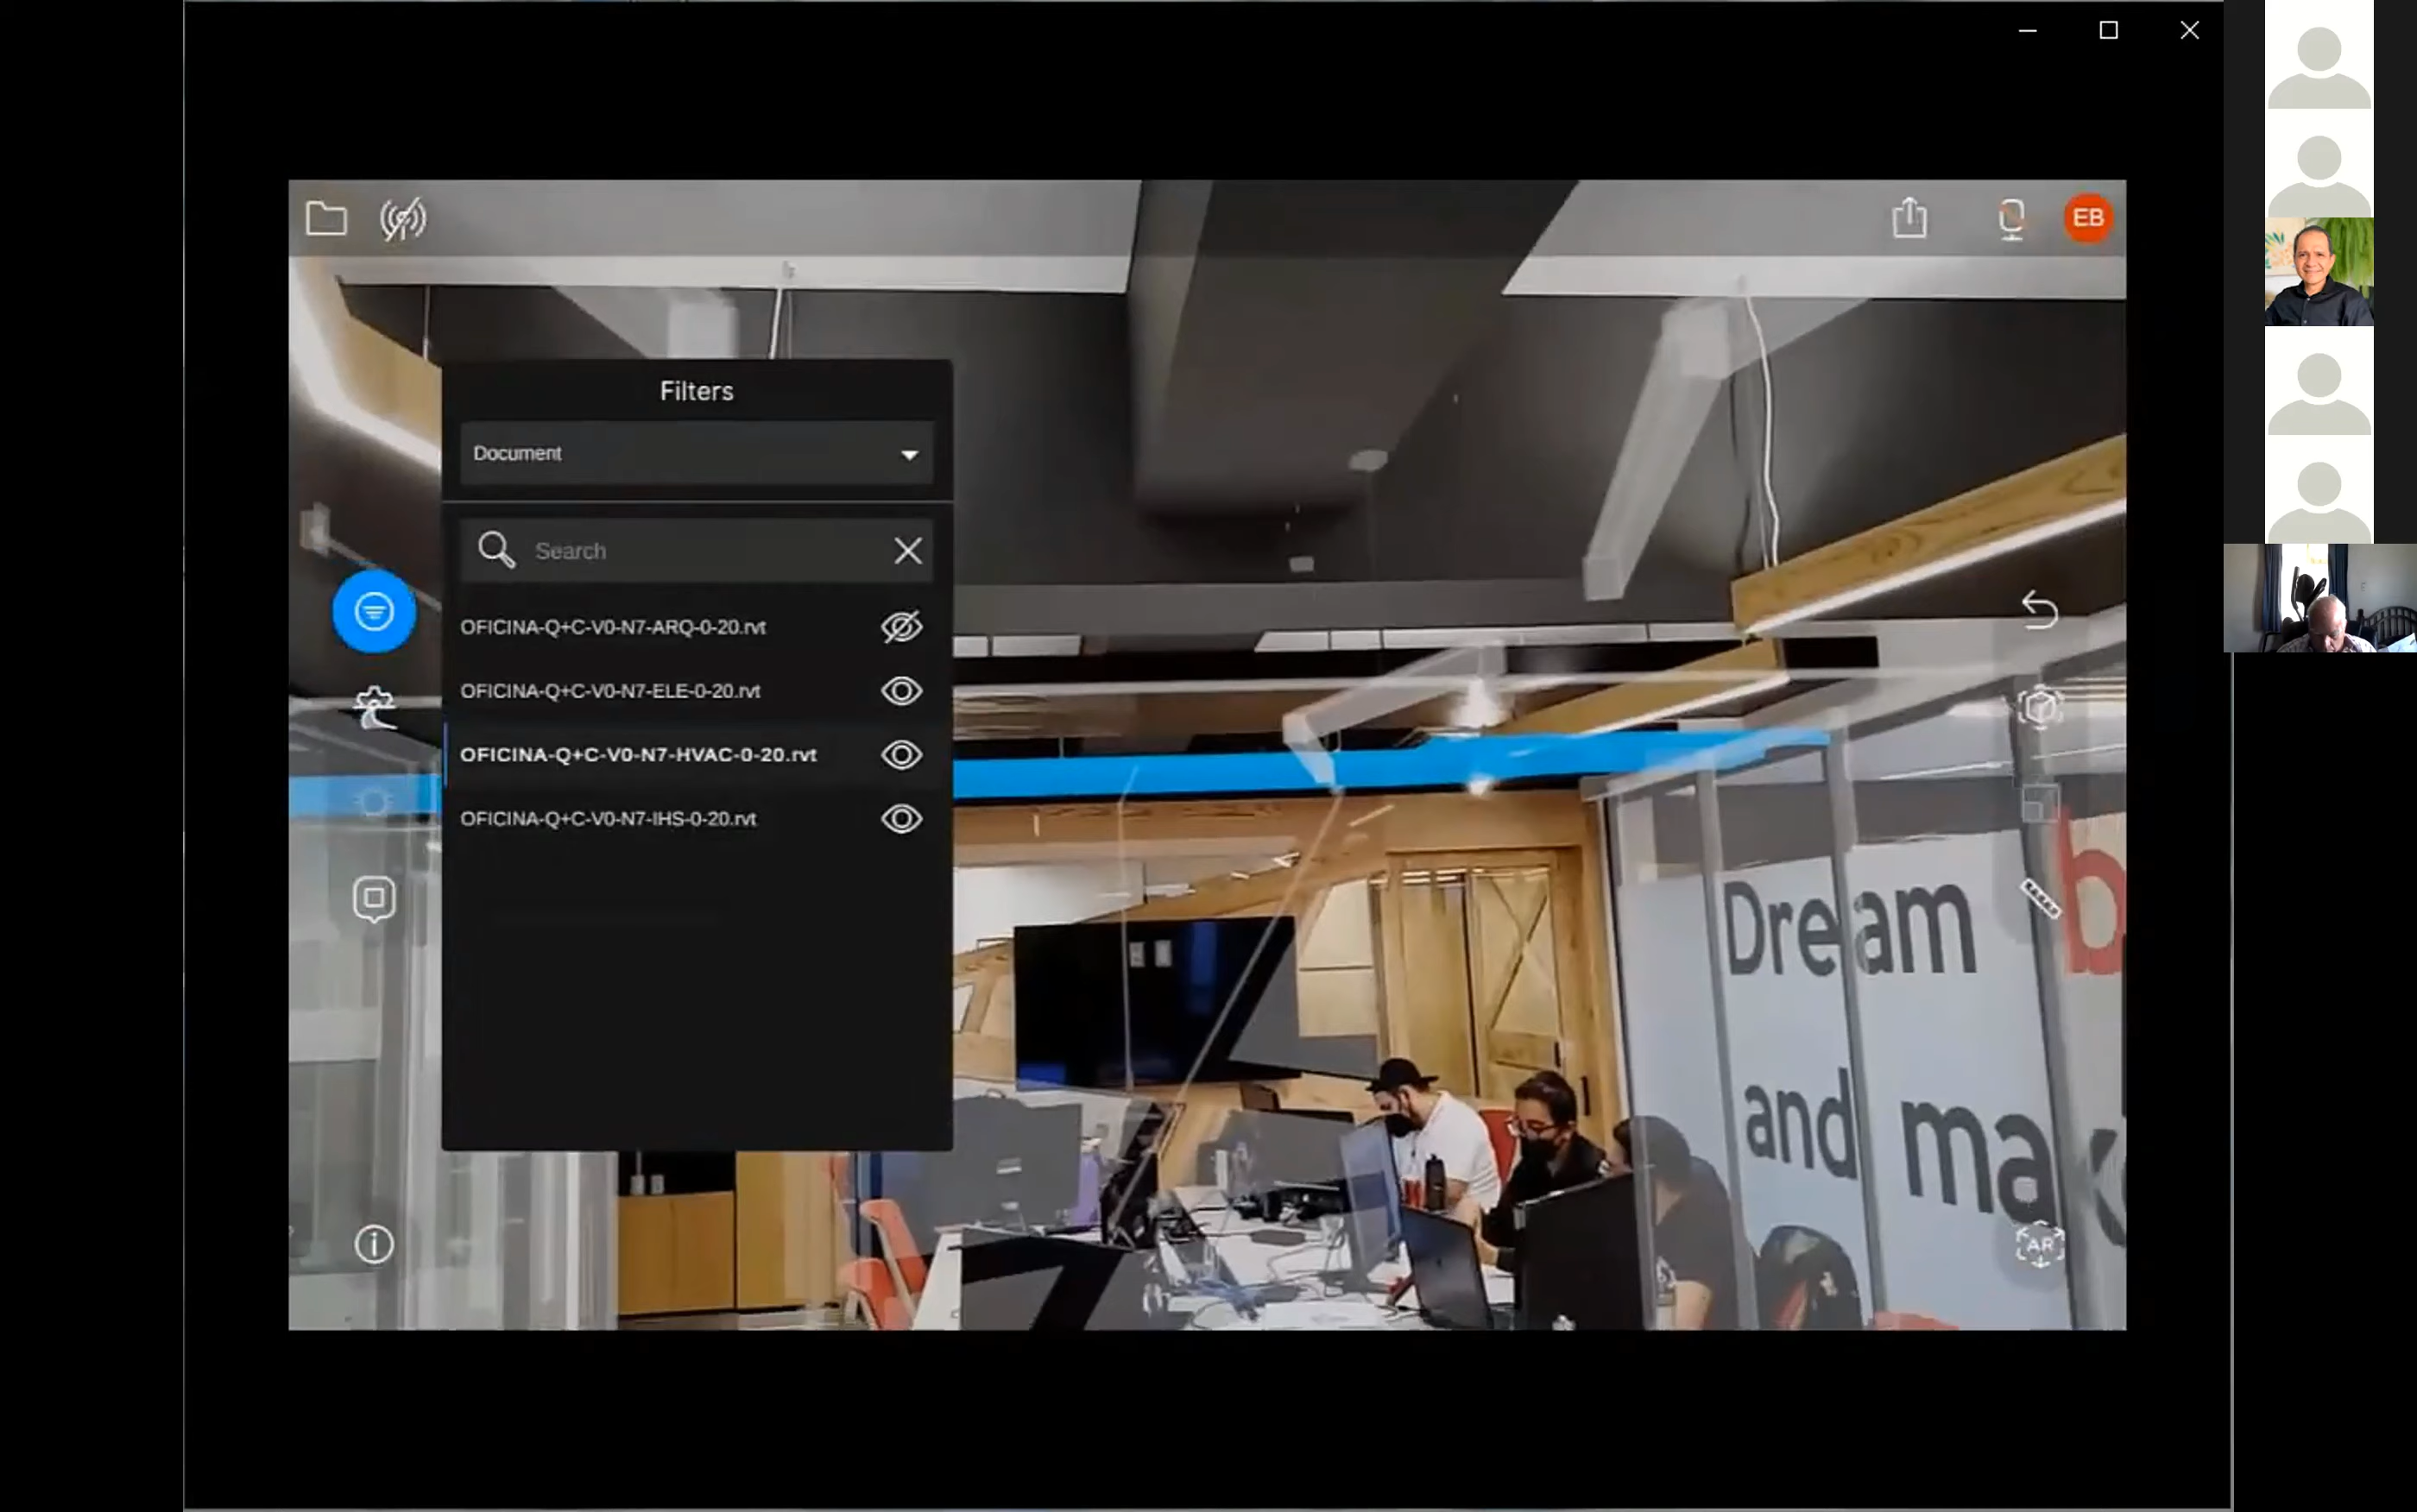 EB
Filters
Document
Search
OFICINA-Q+C-V0-N7-ARQ-0-20.rvt
OFICINA-Q+C-V0-N7-ELE-0-20.rvt
OFICINA-Q+C-V0-N7-HVAC-0-20.rvt
OFICINA-Q+C-V0-N7-IHS-0-20.rvt
Dream b
and mak
AR